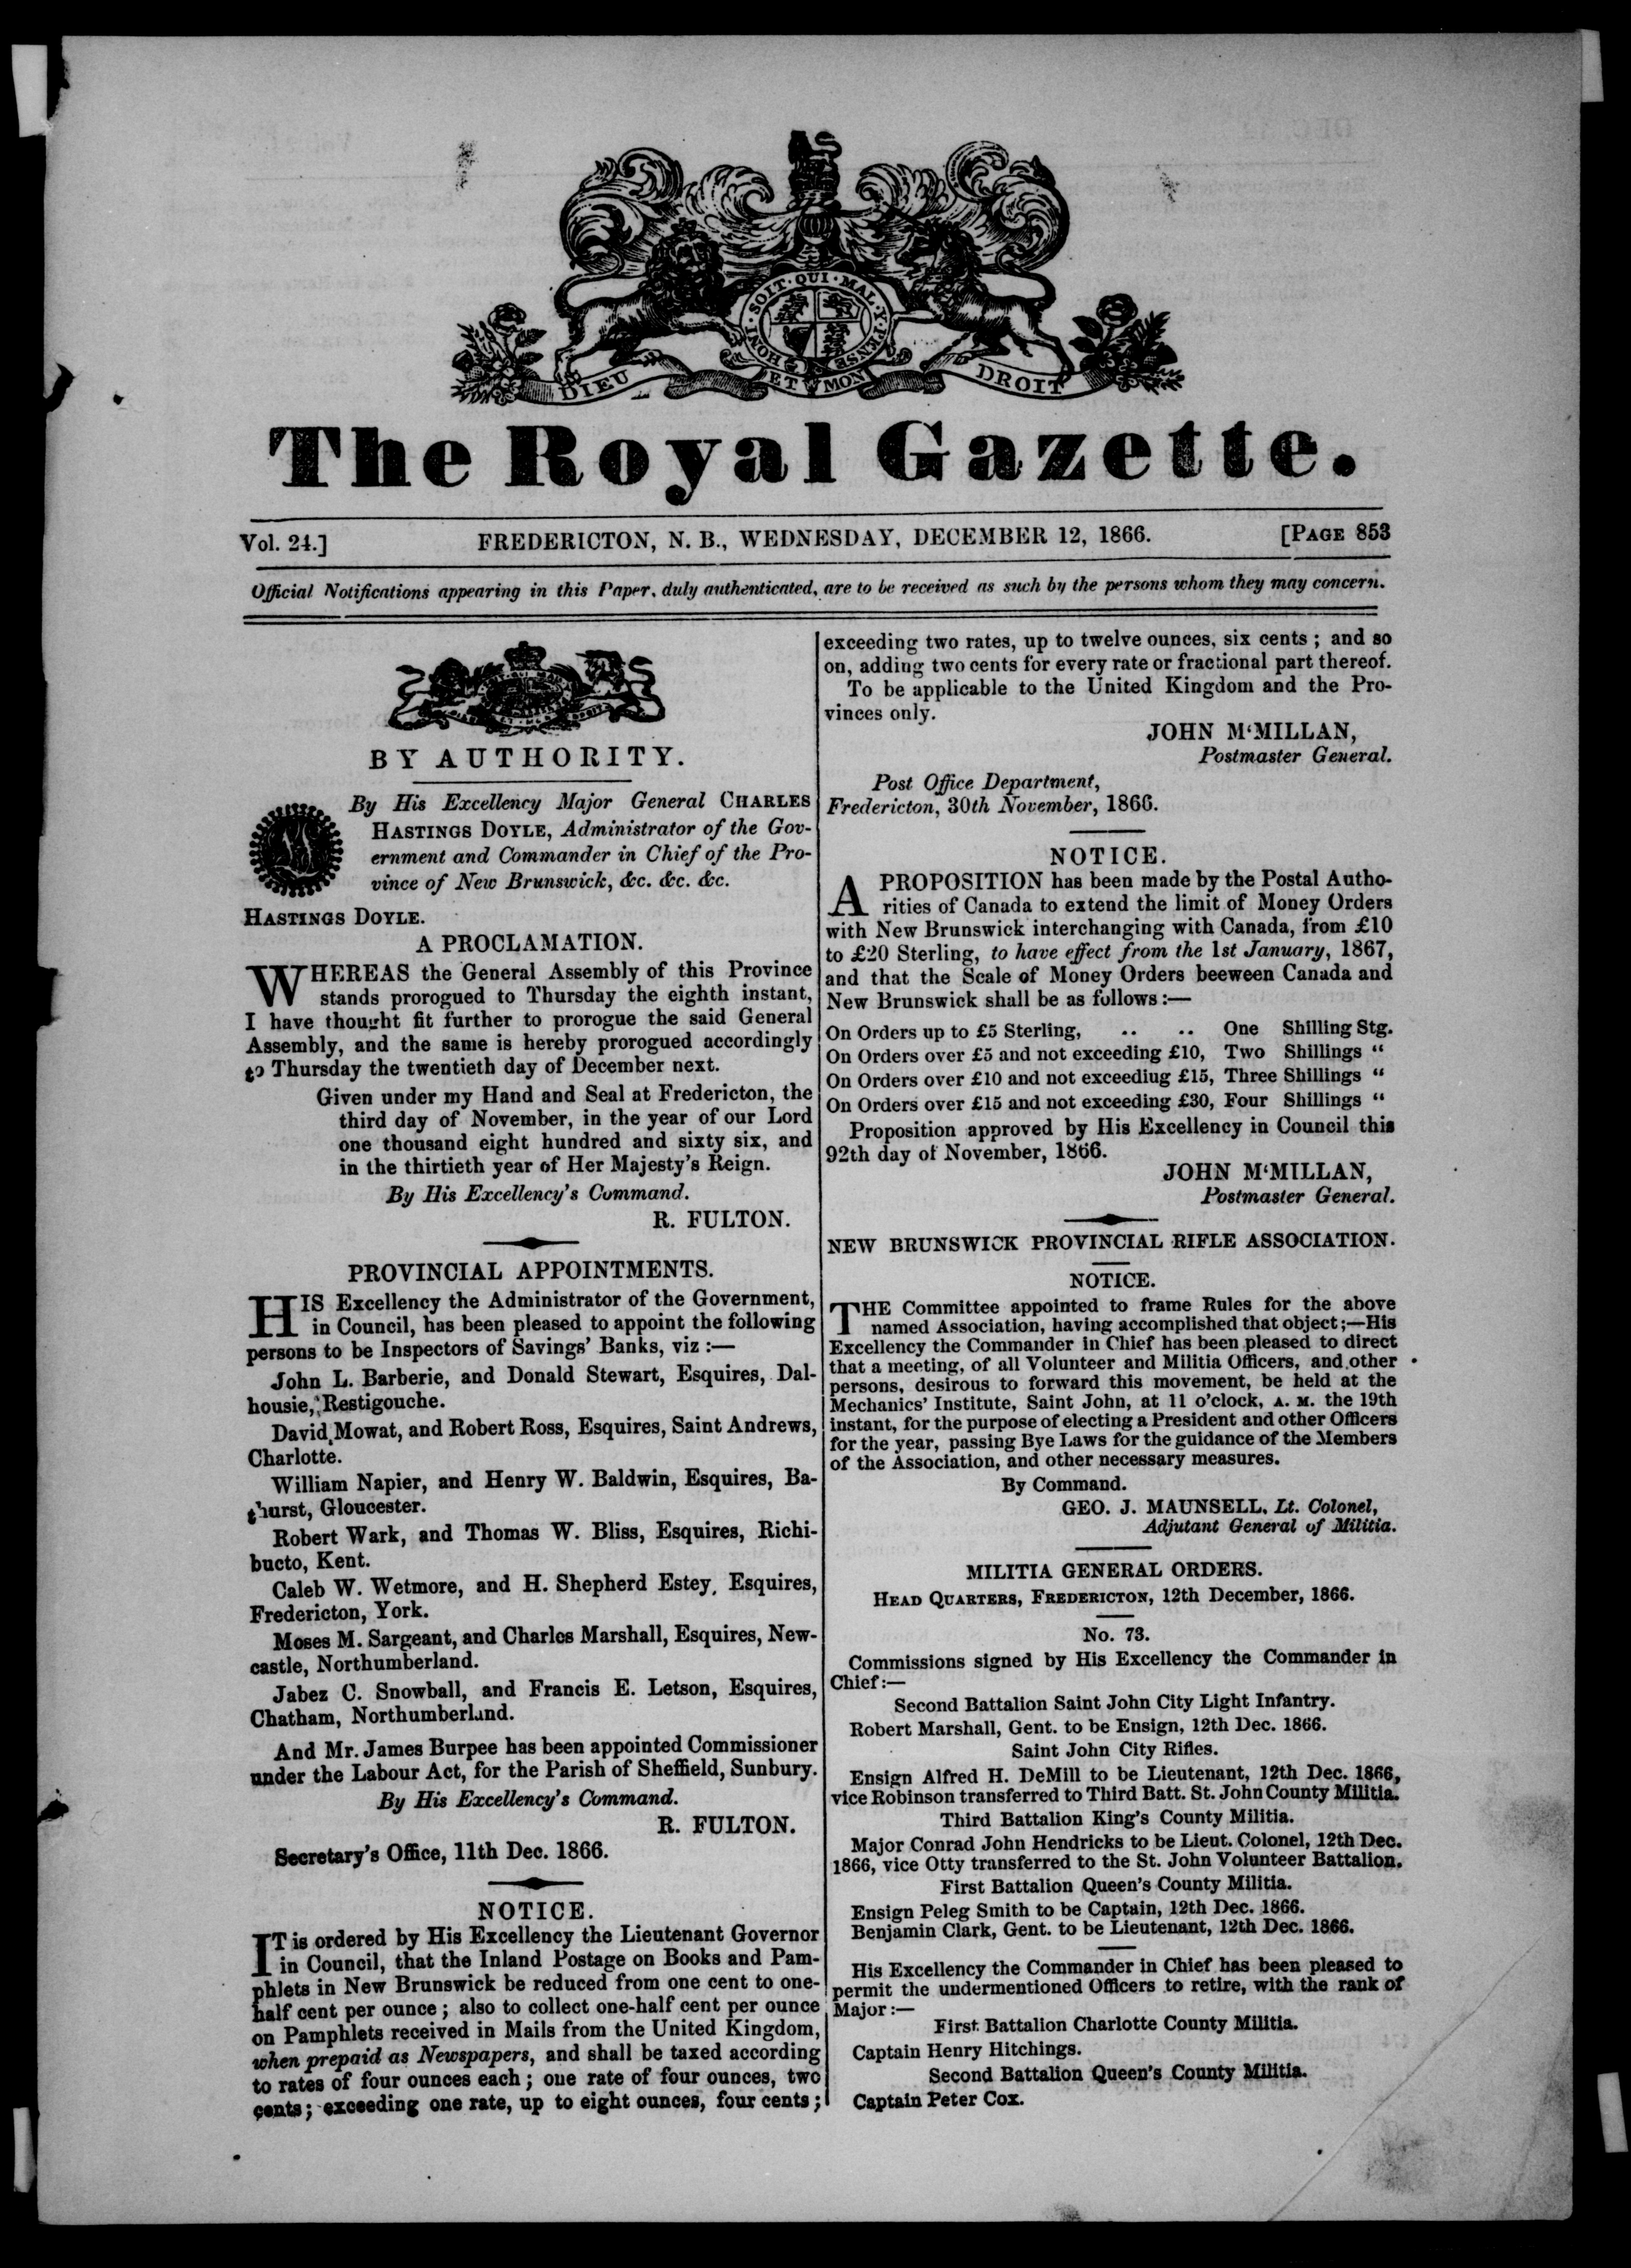 HONI · SOIT · QUI · MAL · Y · PENSE
DIEU ET MON DROIT
The Royal Gazette.
Vol. 24.] FREDERICTON, N. B., WEDNESDAY, DECEMBER 12, 1866. [PAGE 853
Official Notifications appearing in this Paper, duly authenticated, are to be received as such by the persons whom they may concern.
BY AUTHORITY.
By His Excellency Major General CHARLES
HASTINGS DOYLE, Administrator of the Gov-
ernment and Commander in Chief of the Pro-
vince of New Brunswick, &c. &c. &c.
HASTINGS DOYLE.
A PROCLAMATION.
WHEREAS the General Assembly of this Province
stands prorogued to Thursday the eighth instant,
I have thought fit further to prorogue the said General
Assembly, and the same is hereby prorogued accordingly
to Thursday the twentieth day of December next.
Given under my Hand and Seal at Fredericton, the
third day of November, in the year of our Lord
one thousand eight hundred and sixty six, and
in the thirtieth year of Her Majesty's Reign.
By His Excellency's Command.
R. FULTON.
PROVINCIAL APPOINTMENTS.
HIS Excellency the Administrator of the Government,
in Council, has been pleased to appoint the following
persons to be Inspectors of Savings' Banks, viz :—
John L. Barberie, and Donald Stewart, Esquires, Dal-
housie, Restigouche.
David Mowat, and Robert Ross, Esquires, Saint Andrews,
Charlotte.
William Napier, and Henry W. Baldwin, Esquires, Ba-
thurst, Gloucester.
Robert Wark, and Thomas W. Bliss, Esquires, Richi-
bucto, Kent.
Caleb W. Wetmore, and H. Shepherd Estey, Esquires,
Fredericton, York.
Moses M. Sargeant, and Charles Marshall, Esquires, New-
castle, Northumberland.
Jabez C. Snowball, and Francis E. Letson, Esquires,
Chatham, Northumberland.
And Mr. James Burpee has been appointed Commissioner
under the Labour Act, for the Parish of Sheffield, Sunbury.
By His Excellency's Command.
R. FULTON.
Secretary's Office, 11th Dec. 1866.
NOTICE.
IT is ordered by His Excellency the Lieutenant Governor
in Council, that the Inland Postage on Books and Pam-
phlets in New Brunswick be reduced from one cent to one-
half cent per ounce ; also to collect one-half cent per ounce
on Pamphlets received in Mails from the United Kingdom,
when prepaid as Newspapers, and shall be taxed according
to rates of four ounces each ; one rate of four ounces, two
cents ; exceeding one rate, up to eight ounces, four cents ;
exceeding two rates, up to twelve ounces, six cents ; and so
on, adding two cents for every rate or fractional part thereof.
To be applicable to the United Kingdom and the Pro-
vinces only.
JOHN M'MILLAN,
Postmaster General.
Post Office Department,
Fredericton, 30th November, 1866.
NOTICE.
A PROPOSITION has been made by the Postal Autho-
rities of Canada to extend the limit of Money Orders
with New Brunswick interchanging with Canada, from £10
to £20 Sterling, to have effect from the 1st January, 1867,
and that the Scale of Money Orders beeween Canada and
New Brunswick shall be as follows :—
On Orders up to £5 Sterling, .. .. One Shilling Stg.
On Orders over £5 and not exceeding £10, Two Shillings "
On Orders over £10 and not exceediug £15, Three Shillings "
On Orders over £15 and not exceeding £30, Four Shillings "
Proposition approved by His Excellency in Council this
92th day of November, 1866.
JOHN M'MILLAN,
Postmaster General.
NEW BRUNSWICK PROVINCIAL RIFLE ASSOCIATION.
NOTICE.
THE Committee appointed to frame Rules for the above
named Association, having accomplished that object ;—His
Excellency the Commander in Chief has been pleased to direct
that a meeting, of all Volunteer and Militia Officers, and other
persons, desirous to forward this movement, be held at the
Mechanics' Institute, Saint John, at 11 o'clock, A. M. the 19th
instant, for the purpose of electing a President and other Officers
for the year, passing Bye Laws for the guidance of the Members
of the Association, and other necessary measures.
By Command.
GEO. J. MAUNSELL, Lt. Colonel,
Adjutant General of Militia.
MILITIA GENERAL ORDERS.
HEAD QUARTERS, FREDERICTON, 12th December, 1866.
No. 73.
Commissions signed by His Excellency the Commander in
Chief :—
Second Battalion Saint John City Light Infantry.
Robert Marshall, Gent. to be Ensign, 12th Dec. 1866.
Saint John City Rifles.
Ensign Alfred H. DeMill to be Lieutenant, 12th Dec. 1866,
vice Robinson transferred to Third Batt. St. John County Militia.
Third Battalion King's County Militia.
Major Conrad John Hendricks to be Lieut. Colonel, 12th Dec.
1866, vice Otty transferred to the St. John Volunteer Battalion.
First Battalion Queen's County Militia.
Ensign Peleg Smith to be Captain, 12th Dec. 1866.
Benjamin Clark, Gent. to be Lieutenant, 12th Dec. 1866.
His Excellency the Commander in Chief has been pleased to
permit the undermentioned Officers to retire, with the rank of
Major :—
First Battalion Charlotte County Militia.
Captain Henry Hitchings.
Second Battalion Queen's County Militia.
Captain Peter Cox.